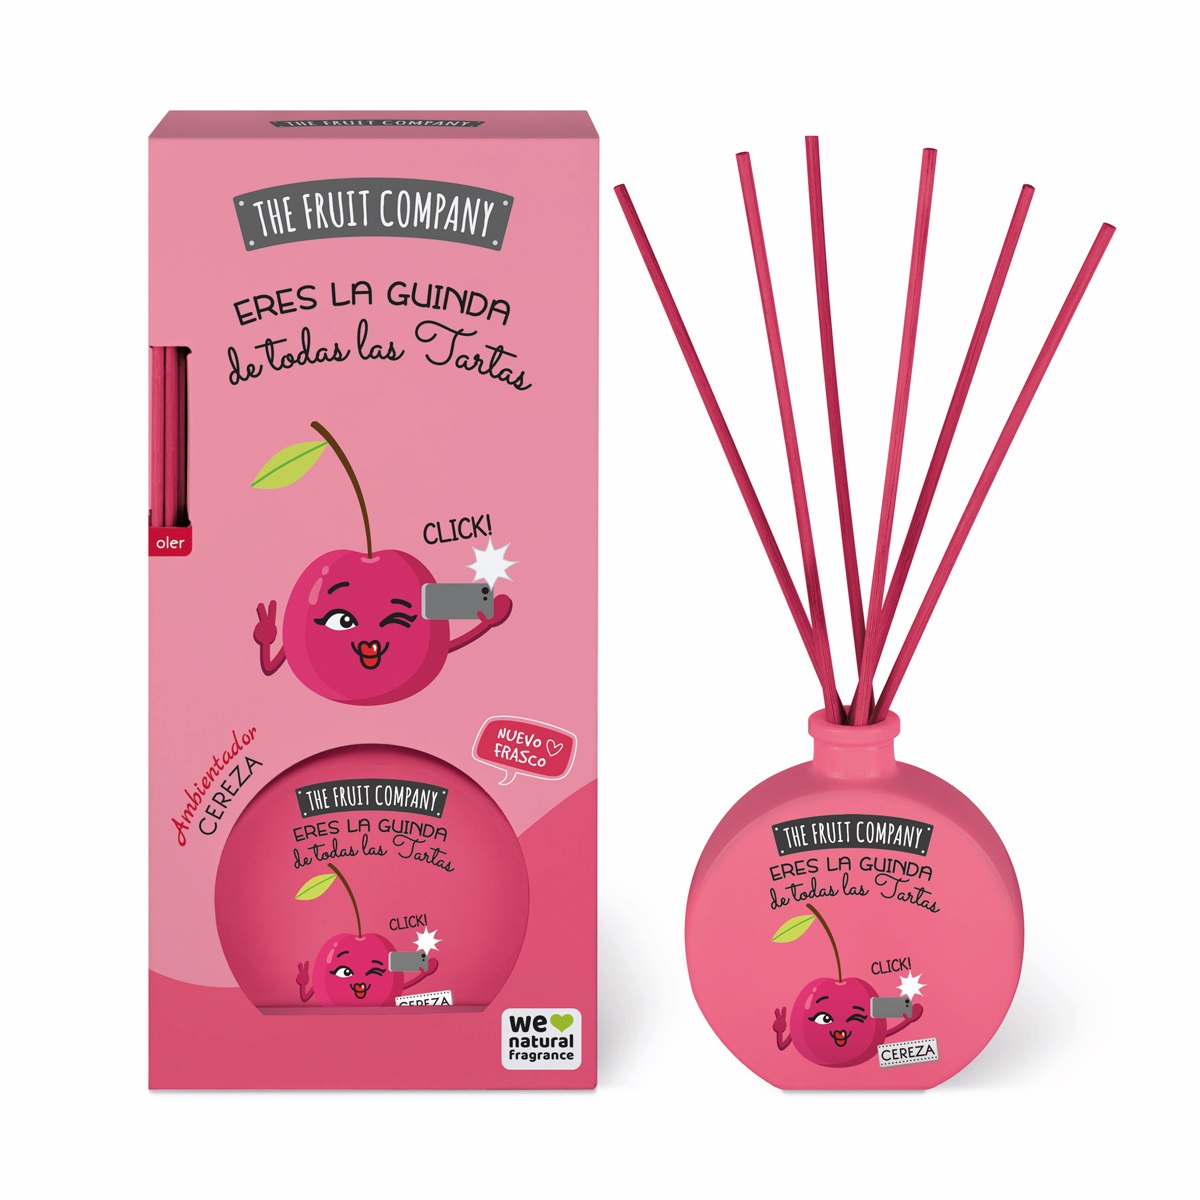 THE FRUIT COMPANY
THE FRUIT COMPANY
ERES LA GUINDA
de todas las Tartas
CLICK!
oler
NUEVO
FRASCO
Ambientador
CEREZA
THE FRUIT COMPANY
ERES LA GUINDA
de todas las Tartas
CLICK!
CEREZA
we
natural
fragrance
THE FRUIT COMPANY
ERES LA GUINDA
de todas las Tartas
CLICK!
CEREZA